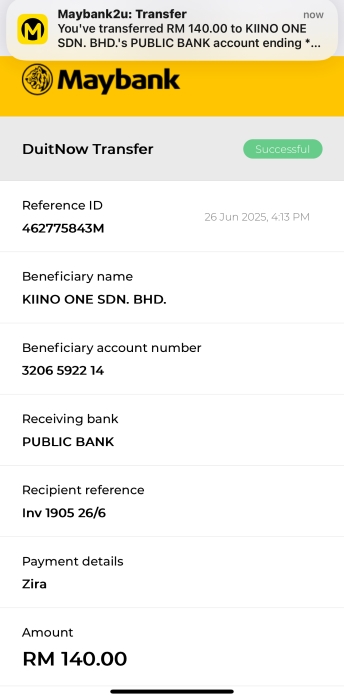 Maybank2u: Transfer
now
You've transferred RM 140.00 to KIINO ONE
SDN. BHD.'s PUBLIC BANK account ending *...
Maybank
DuitNow Transfer
Successful
Reference ID
462775843M
26 Jun 2025, 4:13 PM
Beneficiary name
KIINO ONE SDN. BHD.
Beneficiary account number
3206 5922 14
Receiving bank
PUBLIC BANK
Recipient reference
Inv 1905 26/6
Payment details
Zira
Amount
RM 140.00